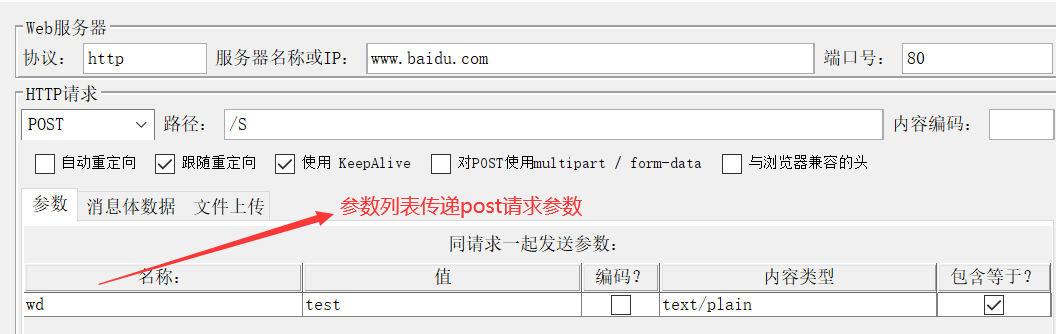 Web服务器
协议： http 服务器名称或IP： www.baidu.com 端口号： 80
HTTP请求
POST 路径： /S 内容编码：
自动重定向 跟随重定向 使用 KeepAlive 对POST使用multipart / form-data 与浏览器兼容的头
参数 消息体数据 文件上传 参数列表传递post请求参数
同请求一起发送参数：
名称： 值 编码？ 内容类型 包含等于？
wd test text/plain